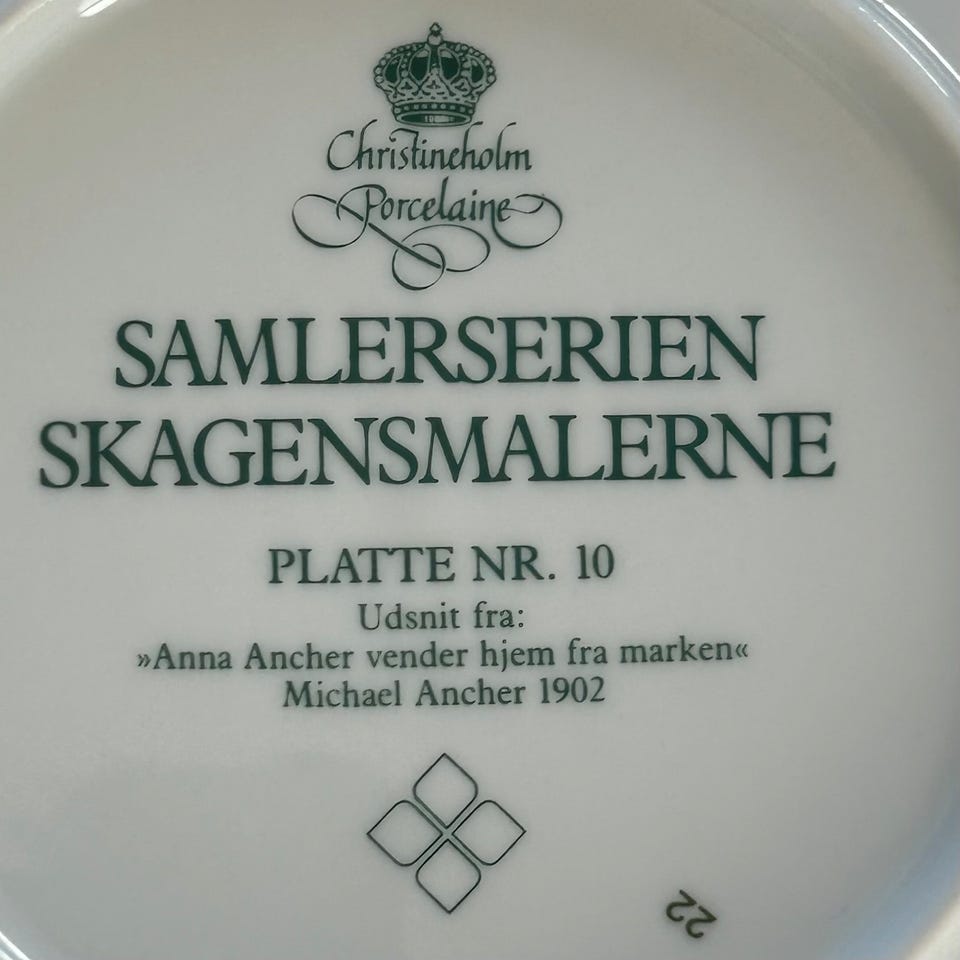 Christineholm
Porcelaine
SAMLERSERIEN
SKAGENSMALERNE
PLATTE NR. 10
Udsnit fra:
»Anna Ancher vender hjem fra marken«
Michael Ancher 1902
22